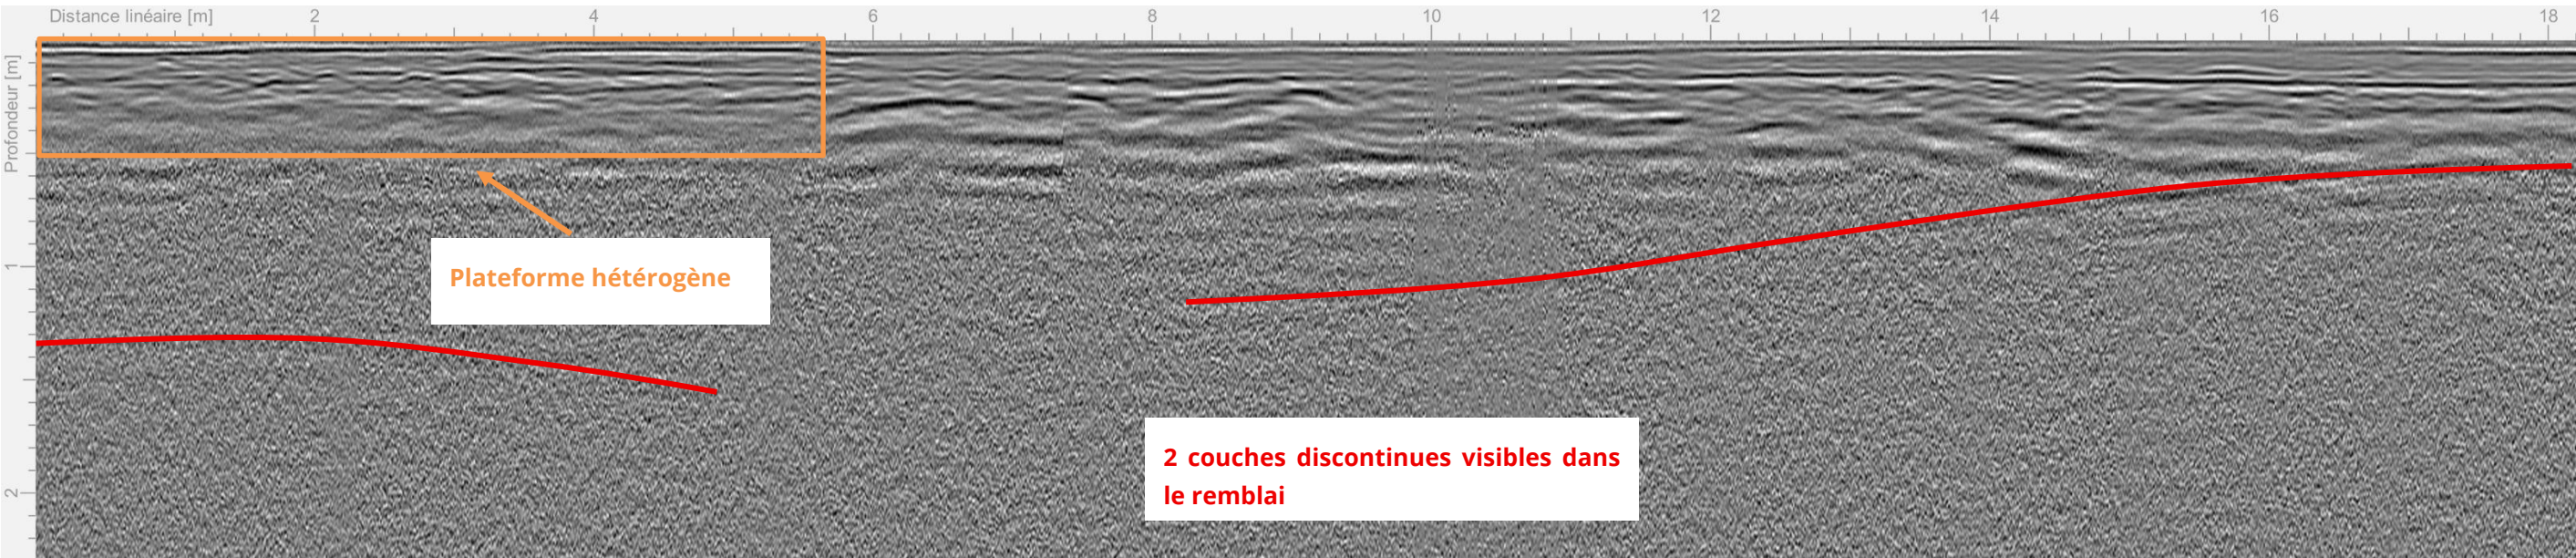 Distance linéaire [m] 2 4 6 8 10 12 14 16 18
Profondeur [m]
1
2
Plateforme hétérogène
2 couches discontinues visibles dans
le remblai